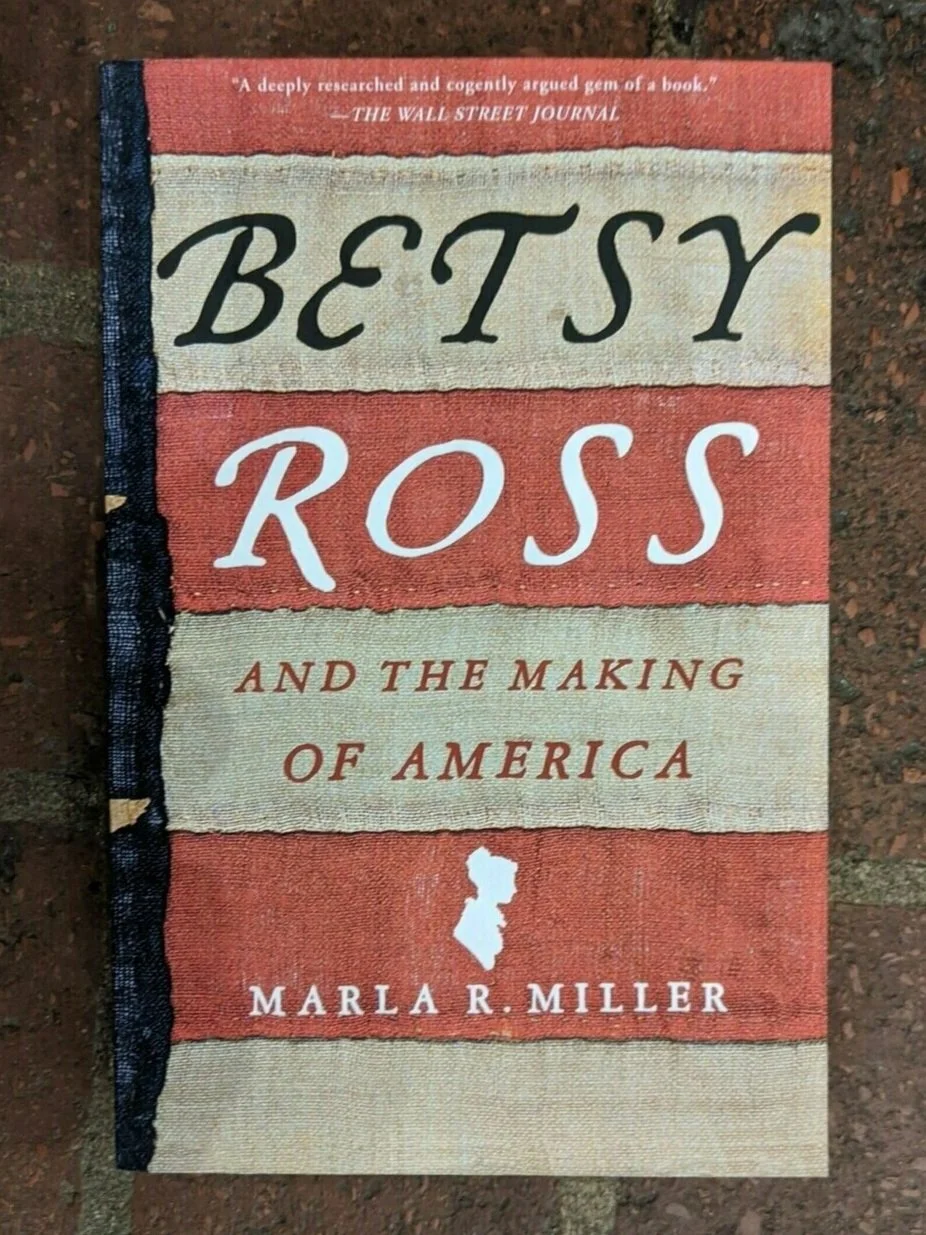 "A deeply researched and cogently argued gem of a book."
—THE WALL STREET JOURNAL
BETSY
ROSS
AND THE MAKING
OF AMERICA
MARLA R. MILLER